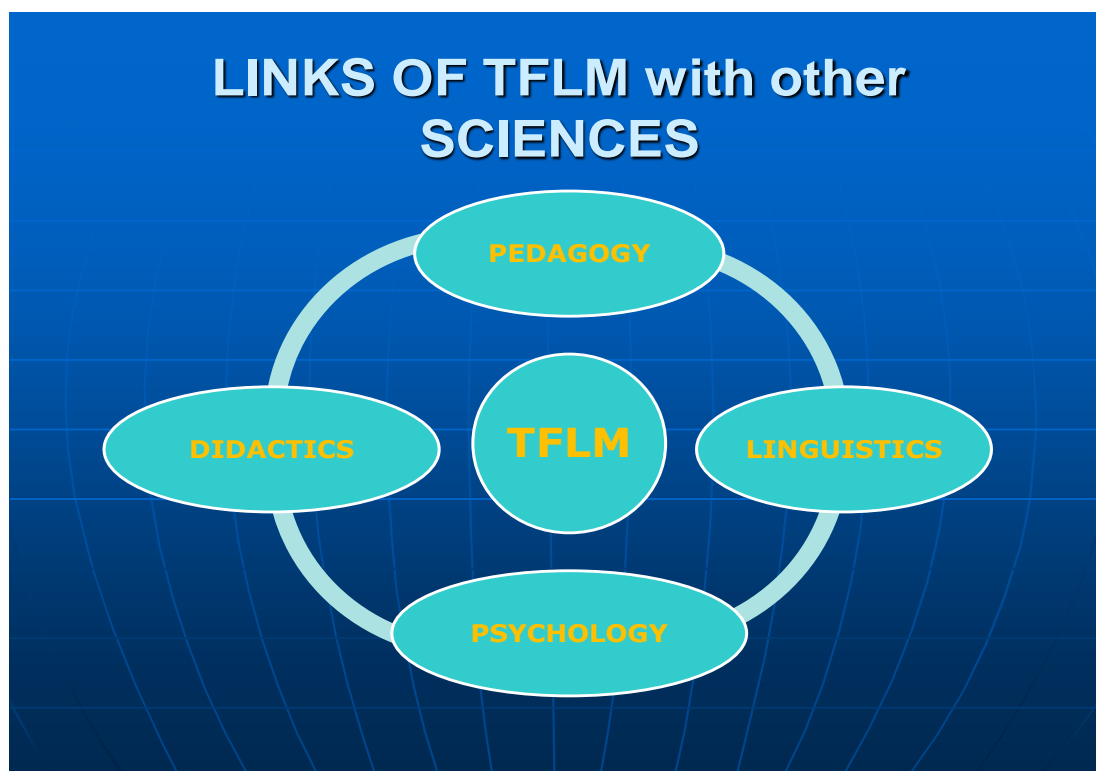 LINKS OF TFLM with other
SCIENCES
PEDAGOGY
DIDACTICS
TFLM
LINGUISTICS
PSYCHOLOGY